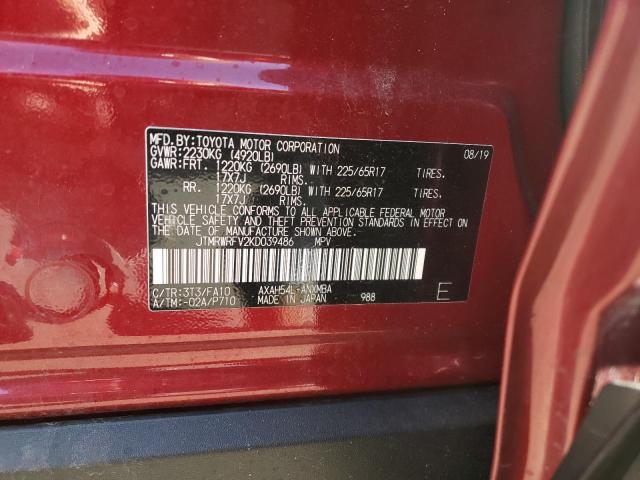 MFD.BY:TOYOTA MOTOR CORPORATION 08/19
GVWR:2230KG (4920LB)
GAWR:FRT. 1220KG (2690LB) WITH 225/65R17 TIRES.
17X7J RIMS.
RR. 1220KG (2690LB) WITH 225/65R17 TIRES.
17X7J RIMS.
THIS VEHICLE CONFORMS TO ALL APPLICABLE FEDERAL MOTOR
VEHICLE SAFETY AND THEFT PREVENTION STANDARDS IN EFFECT ON
THE DATE OF MANUFACTURE SHOWN ABOVE.
JTMRWRFV2KD039486 MPV
C/TR:3T3/FA10 AXAH54L-ANXMBA
A/TM:-02A/P710 MADE IN JAPAN 988 E